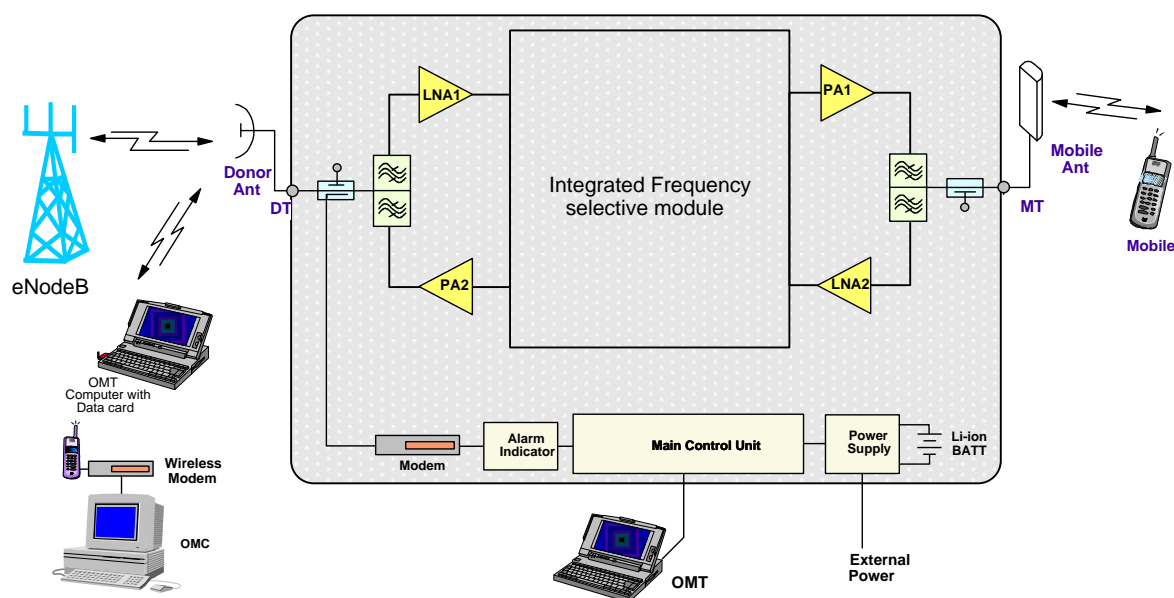 LNA1
PA1
Donor
Ant
DT
Integrated Frequency
selective module
Mobile
Ant
MT
Mobile
eNodeB
PA2
LNA2
OMT
Computer with
Data card
Wireless
Modem
OMC
Modem
Alarm
Indicator
Main Control Unit
Power
Supply
Li-ion
BATT
OMT
External
Power